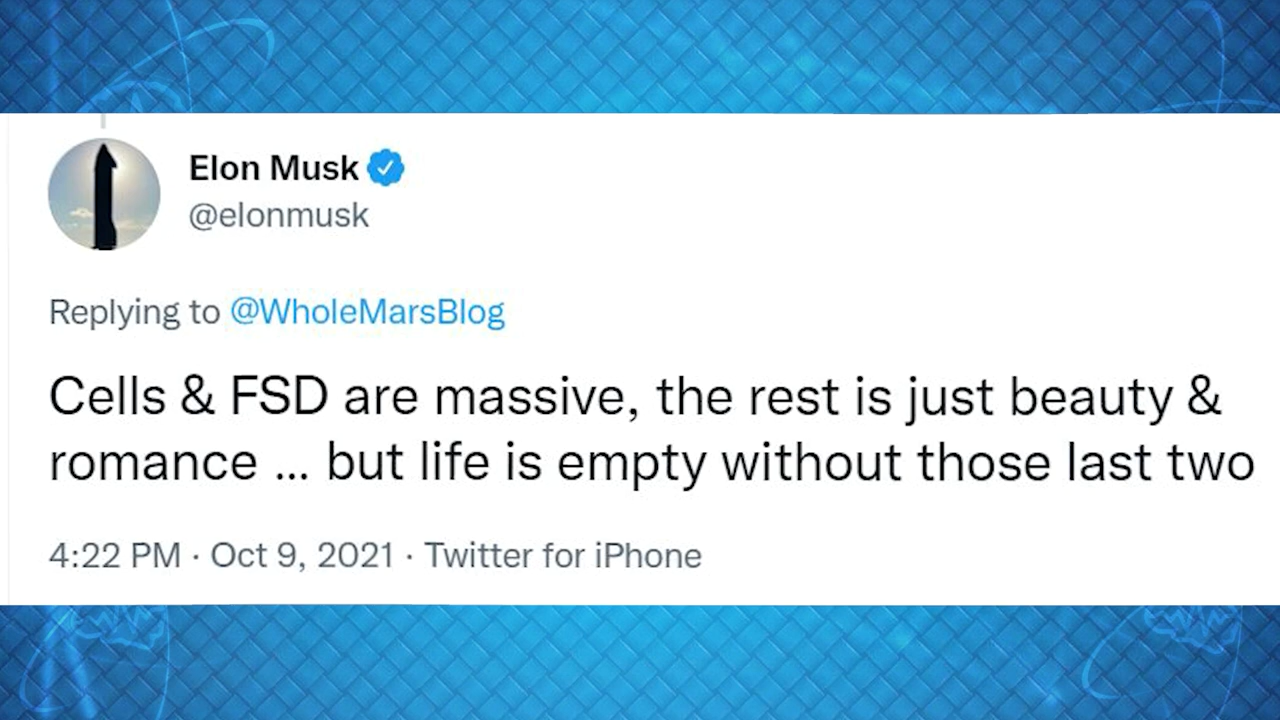 Elon Musk
@elonmusk
Replying to @WholeMarsBlog
Cells & FSD are massive, the rest is just beauty &
romance ... but life is empty without those last two
4:22 PM · Oct 9, 2021 · Twitter for iPhone